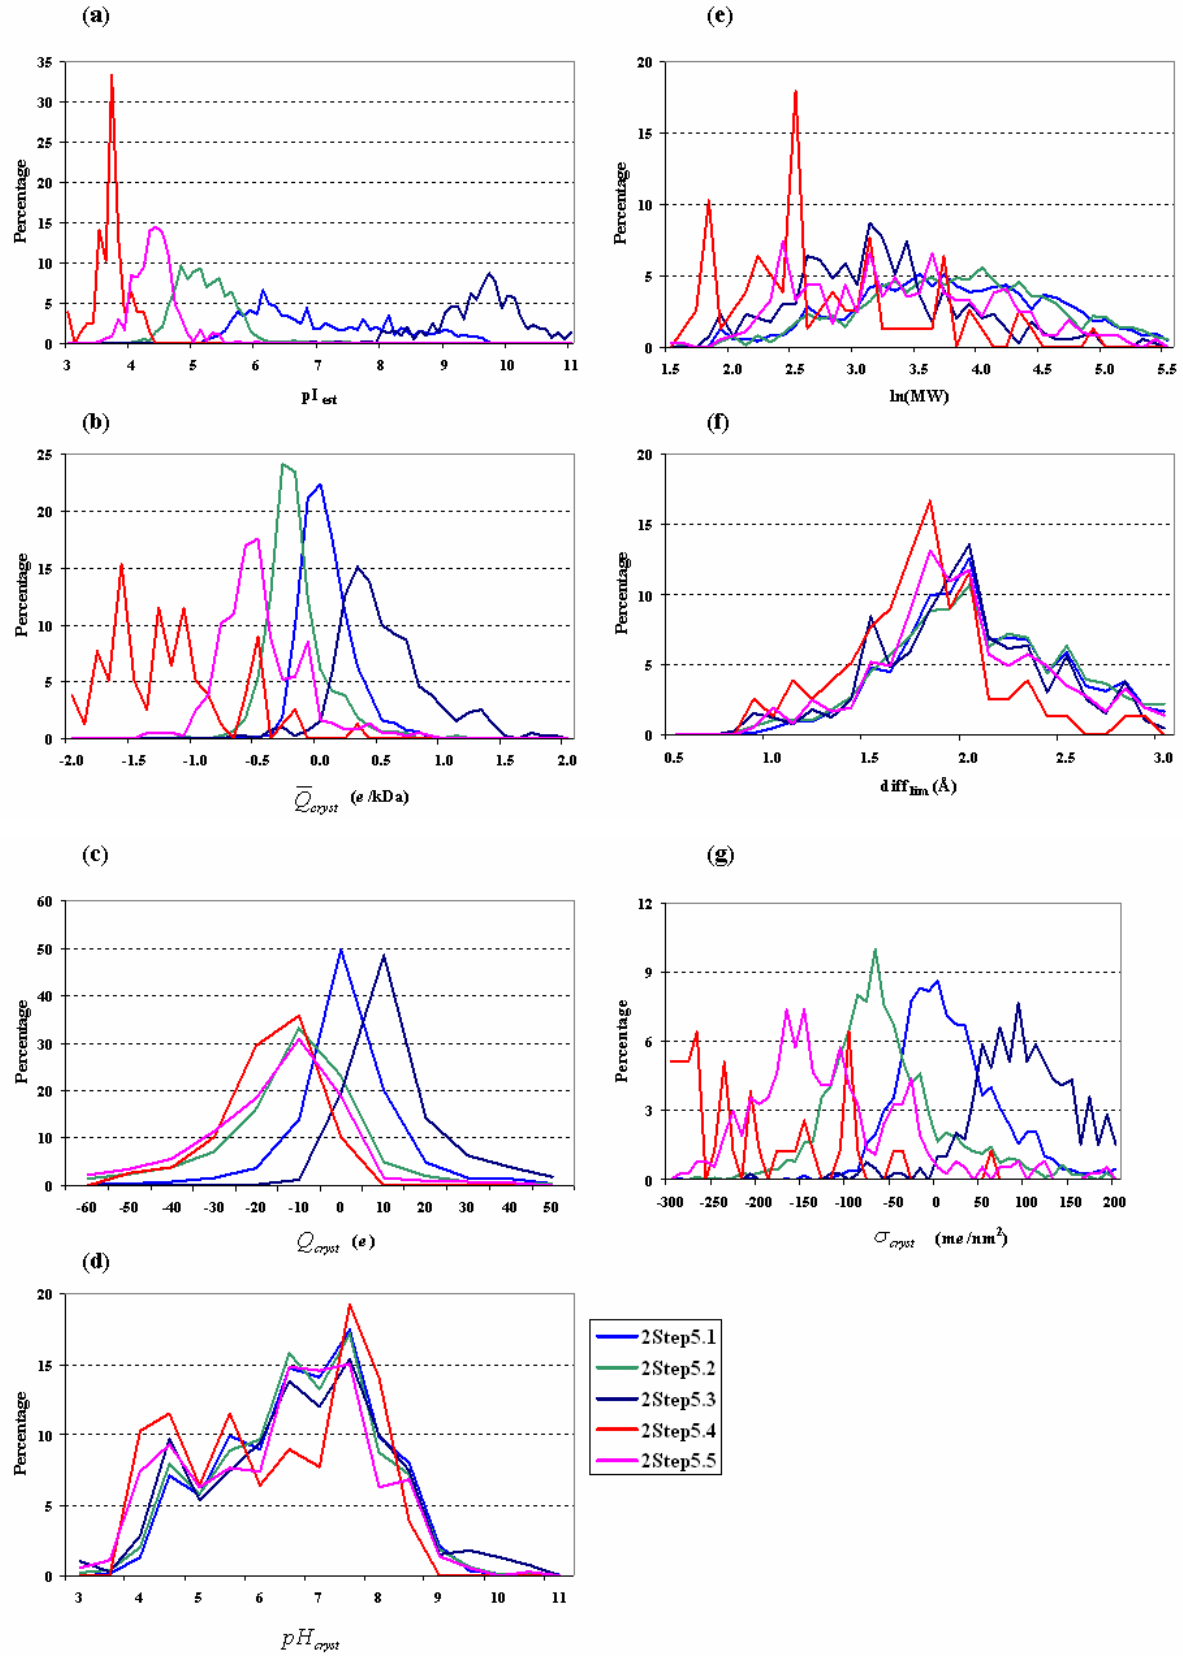 (a)
35
30
25
20
15
10
5
0
Percentage
3 4 5 6 7 8 9 10 11
pI est
(e)
20
15
10
5
0
Percentage
1.5 2.0 2.5 3.0 3.5 4.0 4.5 5.0 5.5
ln(MW)
(b)
25
20
15
10
5
0
Percentage
-2.0 -1.5 -1.0 -0.5 0.0 0.5 1.0 1.5 2.0
Q̅cryst (e/kDa)
(f)
20
15
10
5
0
Percentage
0.5 1.0 1.5 2.0 2.5 3.0
diff lim (Å)
(c)
60
50
40
30
20
10
0
Percentage
-60 -50 -40 -30 -20 -10 0 10 20 30 40 50
Qcryst (e)
(g)
12
9
6
3
0
Percentage
-300 -250 -200 -150 -100 -50 0 50 100 150 200
σcryst (me/nm²)
(d)
20
15
10
5
0
Percentage
3 4 5 6 7 8 9 10 11
pHcryst
2Step5.1
2Step5.2
2Step5.3
2Step5.4
2Step5.5